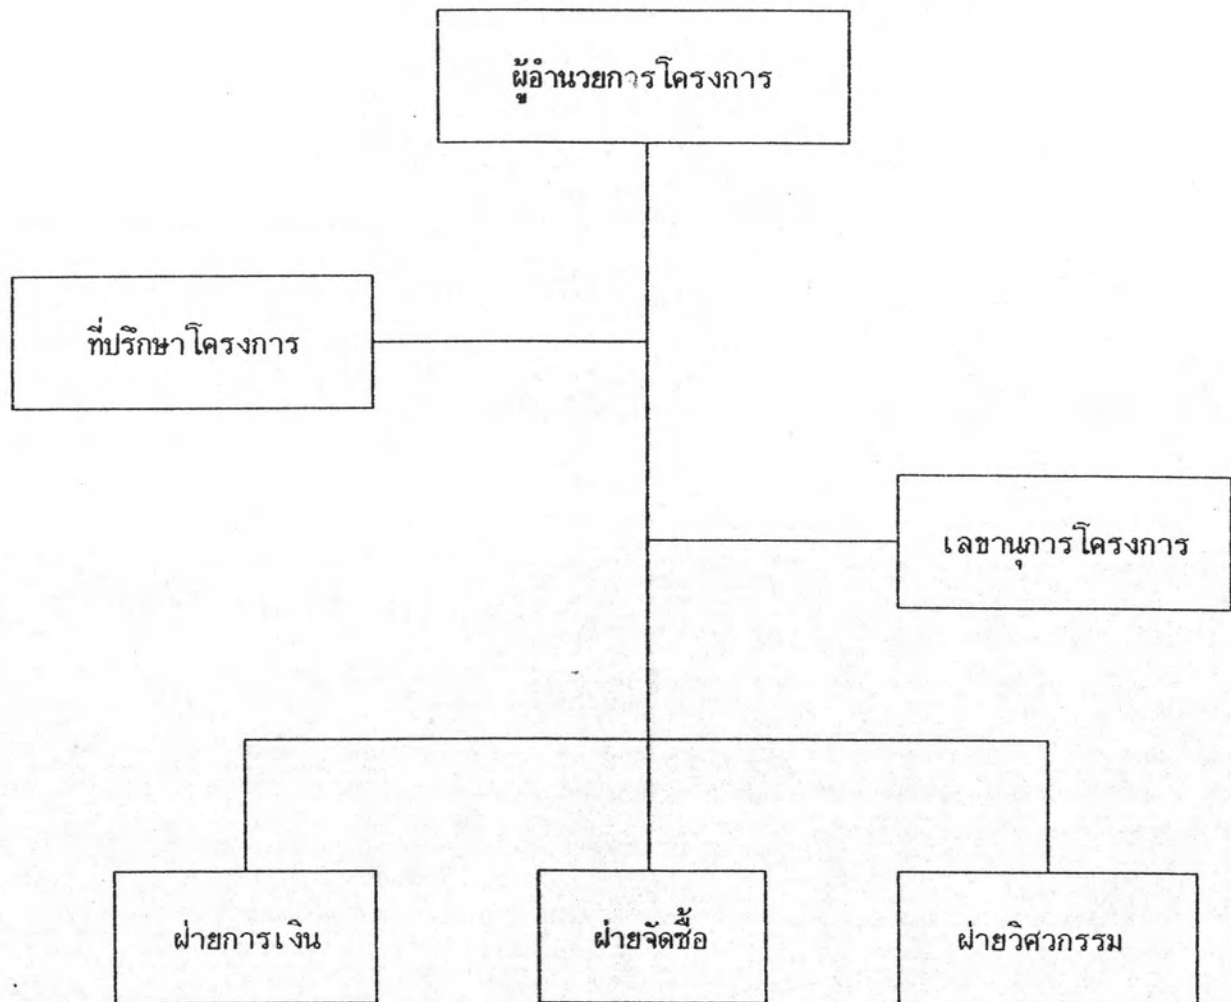 ผู้อำนวยการโครงการ
ที่ปรึกษาโครงการ
เลขานุการโครงการ
ฝ่ายการเงิน
ฝ่ายจัดซื้อ
ฝ่ายวิศวกรรม